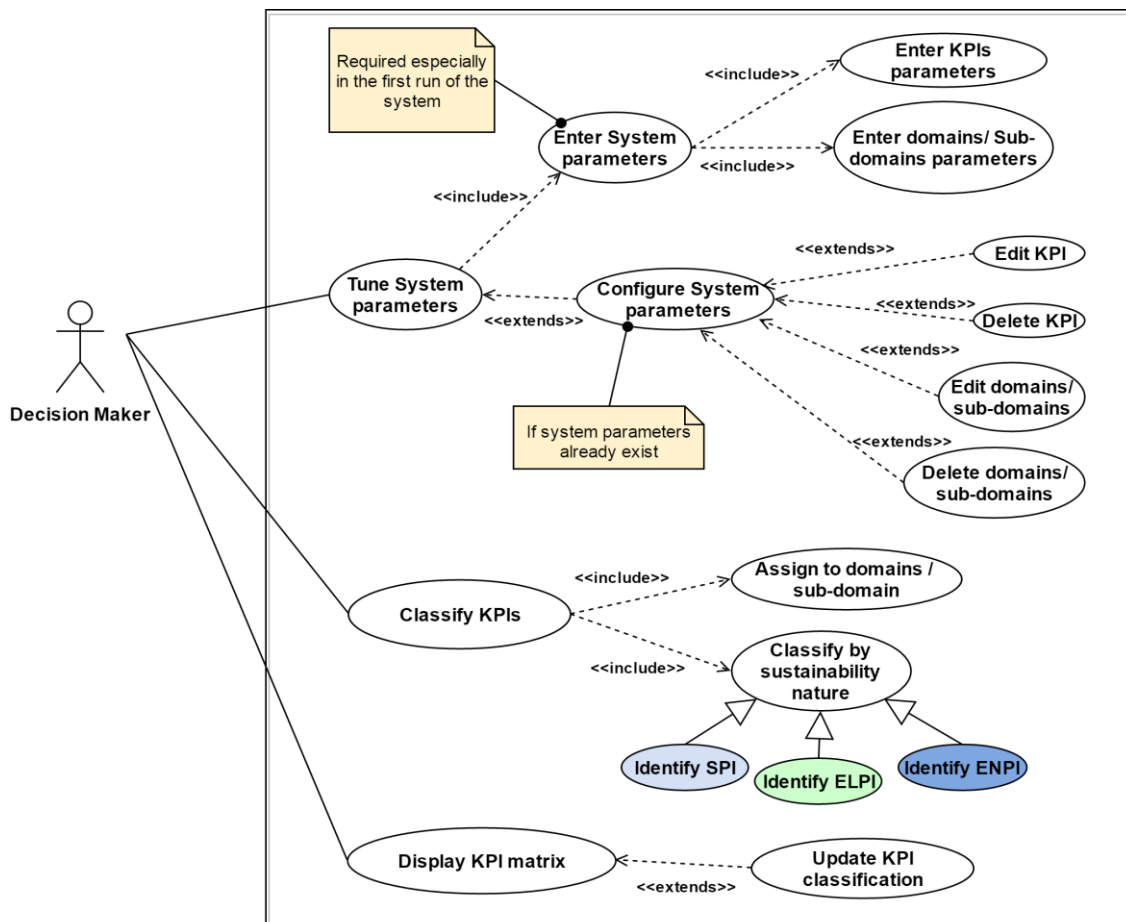 Required especially
in the first run of the
system
<<include>>
Enter KPIs
parameters
Enter System
parameters
<<include>>
Enter domains/ Sub-
domains parameters
<<include>>
Tune System
parameters
<<extends>>
Configure System
parameters
<<extends>>
Edit KPI
<<extends>>
Delete KPI
<<extends>>
Edit domains/
sub-domains
<<extends>>
Delete domains/
sub-domains
If system parameters
already exist
Decision Maker
Classify KPIs
<<include>>
Assign to domains /
sub-domain
<<include>>
Classify by
sustainability
nature
Identify SPI
Identify ELPI
Identify ENPI
Display KPI matrix
<<extends>>
Update KPI
classification